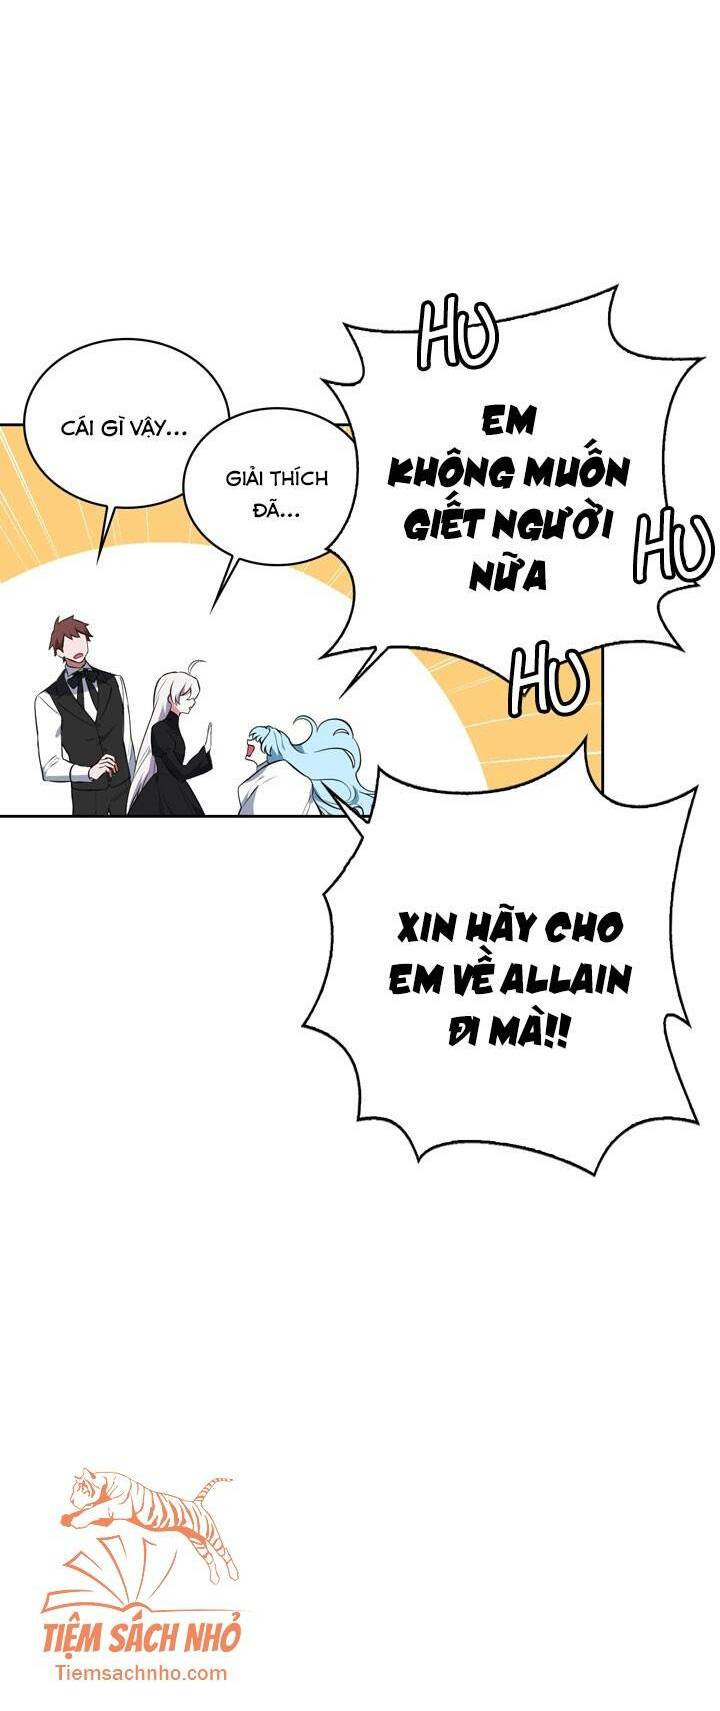 CÁI GÌ VẬY...
GIẢI THÍCH
ĐÃ...
HU
EM
KHÔNG MUỐN
GIẾT NGƯỜI
NỮA
HU
HU
XIN HÃY CHO
EM VỀ ALLAIN
ĐI MÀ!!
TIỆM SÁCH NHỎ
Tiemsachnho.com